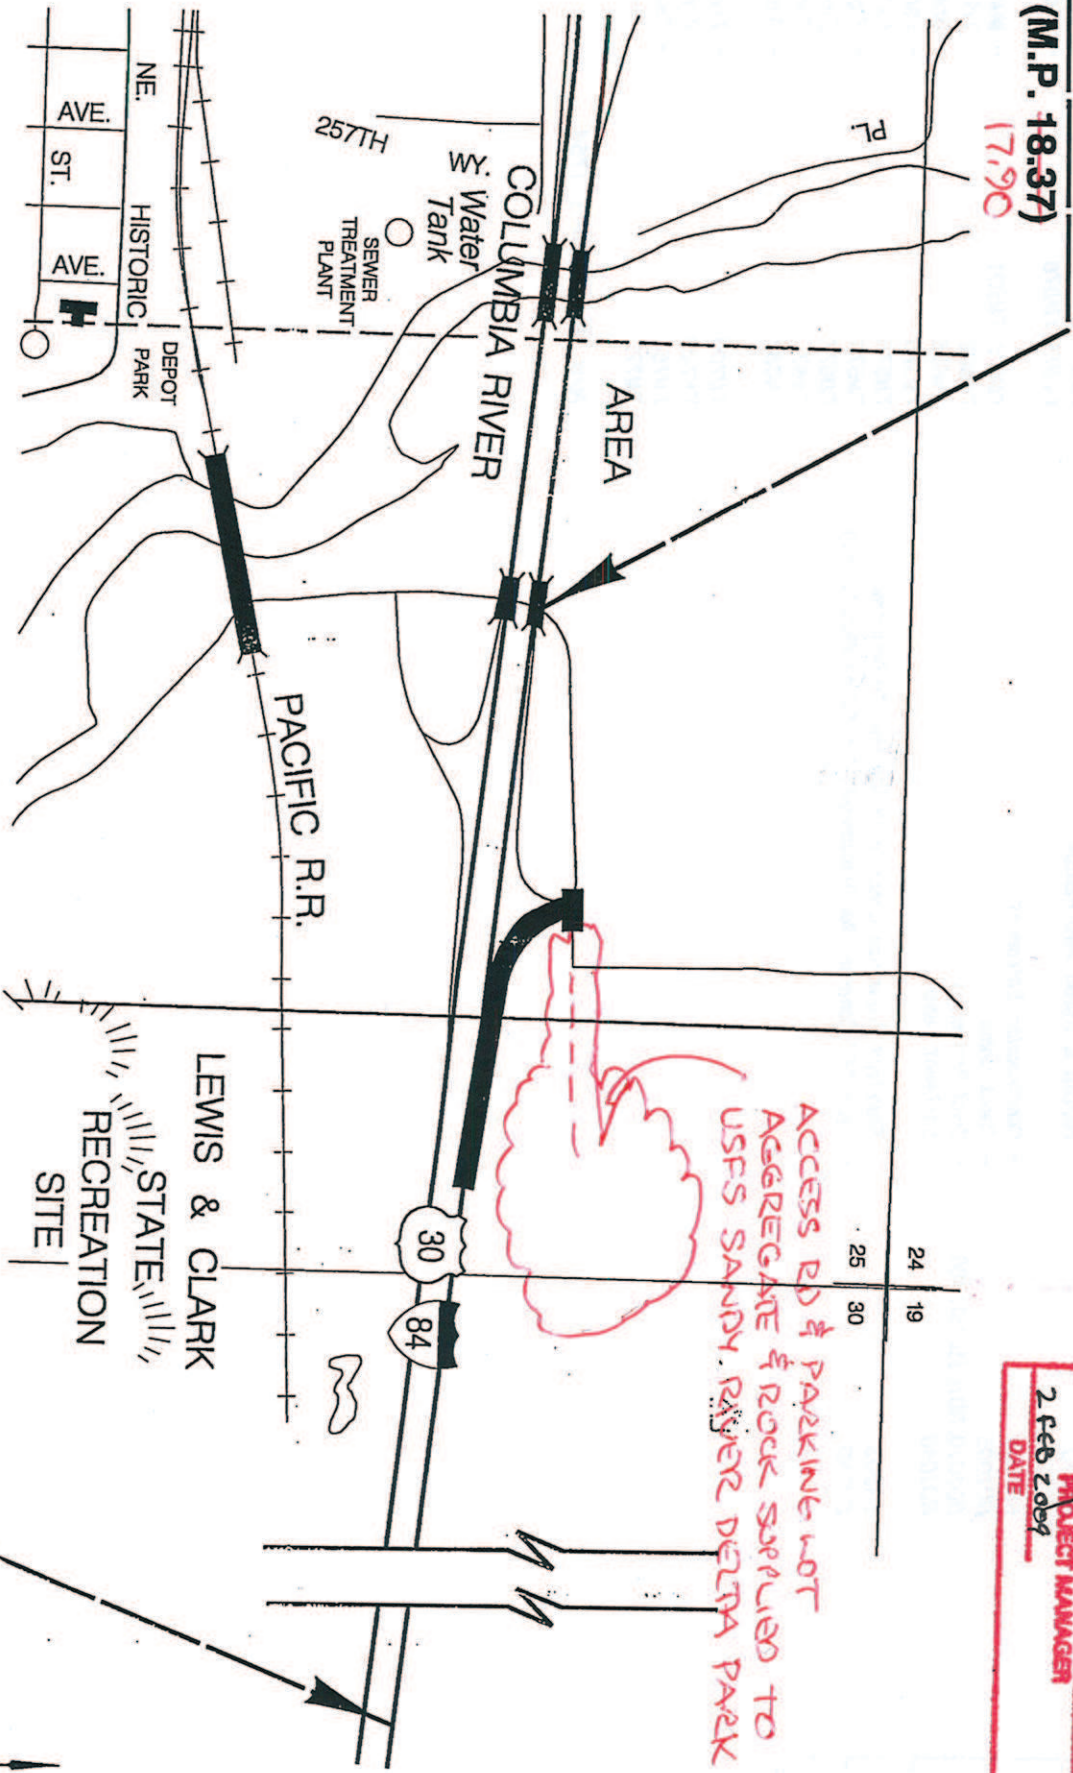 (M.P. 18.37)
17.90
PL.
NE.
AVE.
ST.
AVE.
HISTORIC
DEPOT
PARK
257TH
WY.
Water
Tank
SEWER
TREATMENT
PLANT
COLUMBIA RIVER
AREA
PACIFIC R.R.
LEWIS & CLARK
STATE
RECREATION
SITE
30
84
24
19
25
30
ACCESS RD & PARKING NOT
AGGREGATE & ROCK SUPPLIED TO
USFS SANDY RIVER DELTA PARK
PROJECT MANAGER
2 FEB 2009
DATE